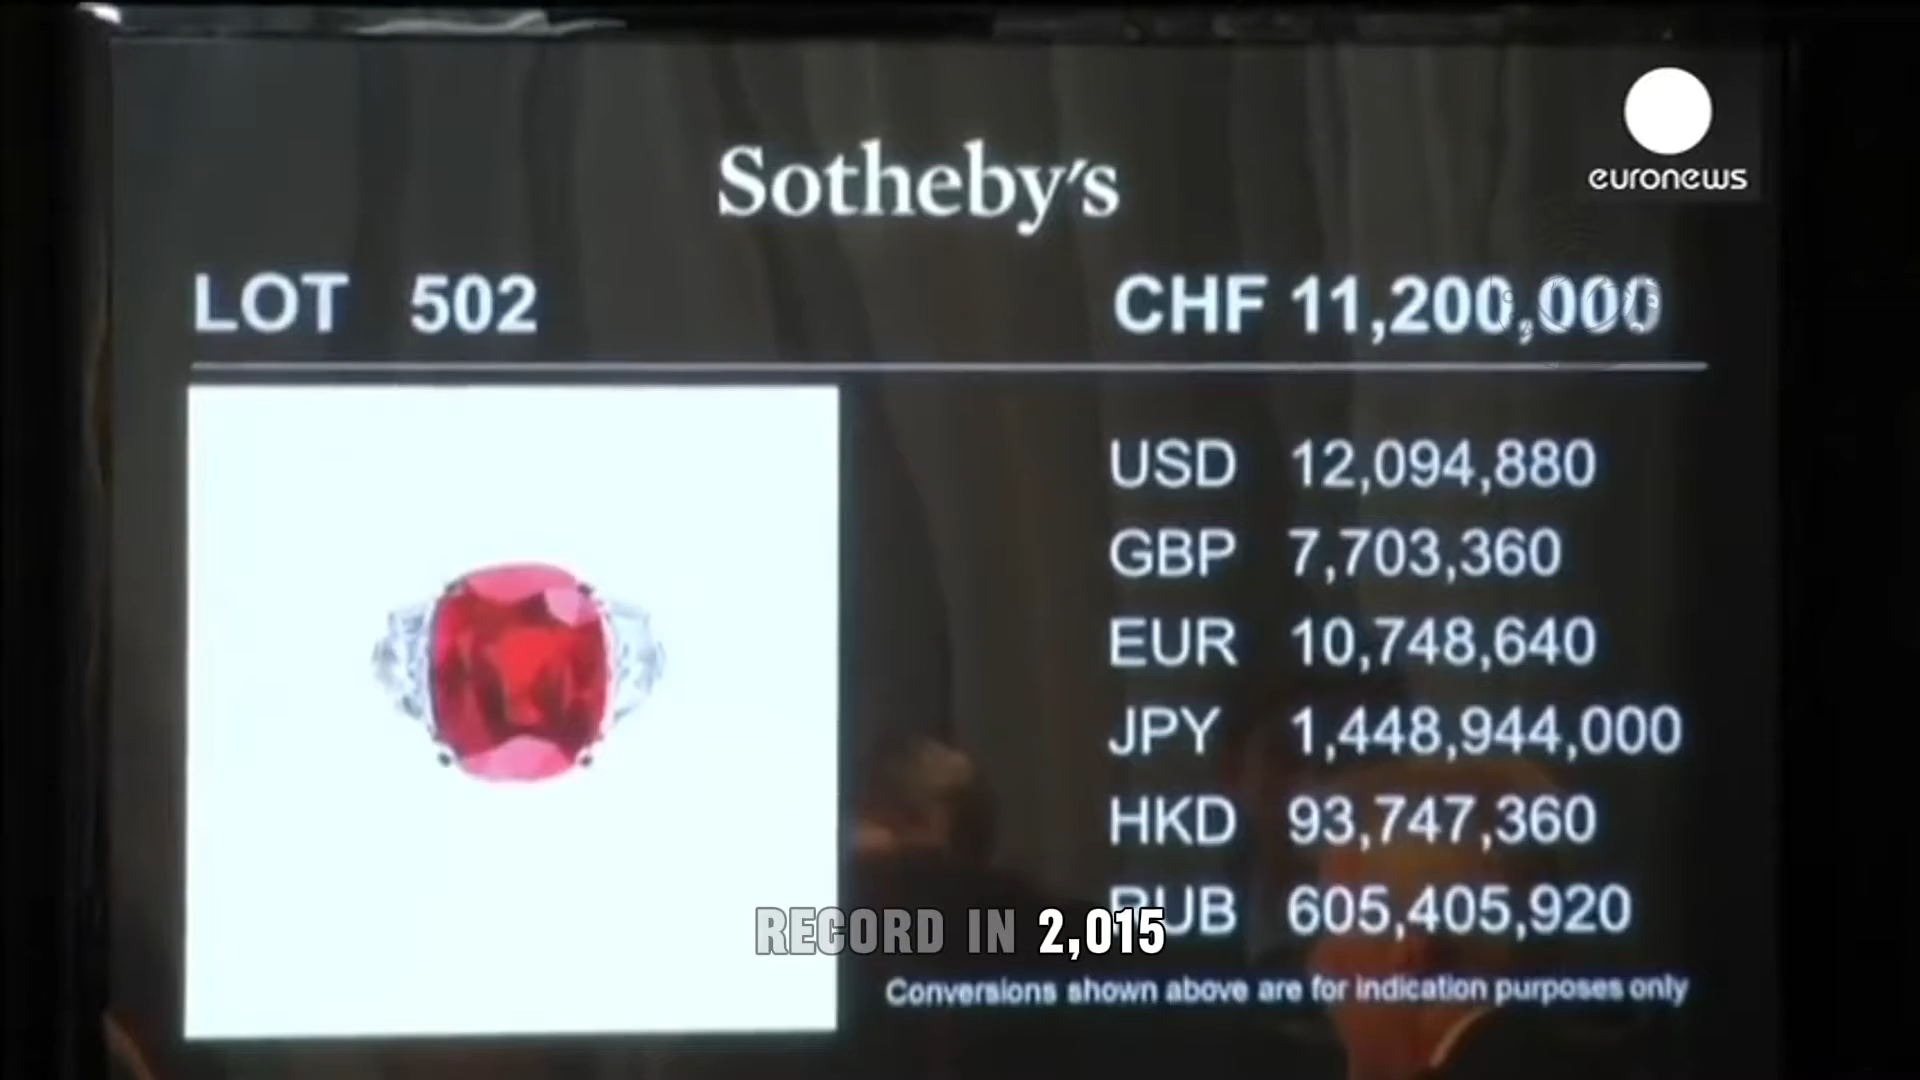 euronews
Sotheby's
LOT 502
CHF 11,200,000
USD 12,094,880
GBP 7,703,360
EUR 10,748,640
JPY 1,448,944,000
HKD 93,747,360
RUB 605,405,920
RECORD IN 2,015
Conversions shown above are for indication purposes only